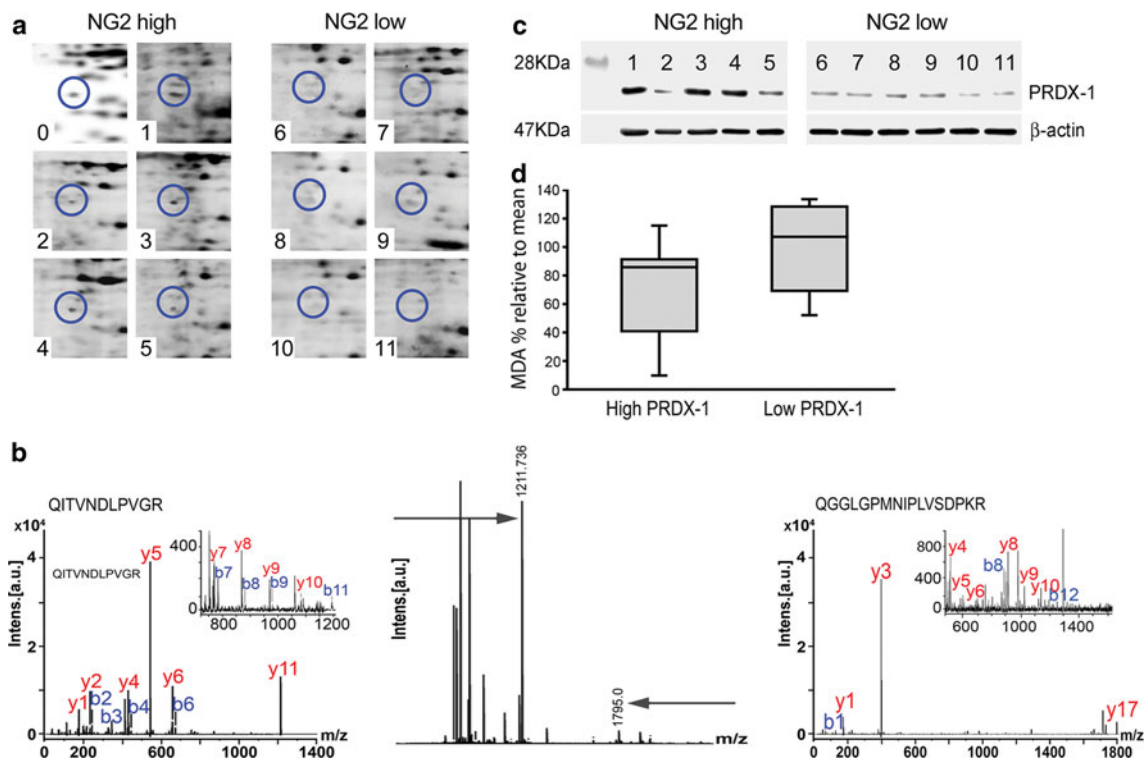 a
NG2 high
NG2 low
0
1
6
7
2
3
8
9
4
5
10
11
c
NG2 high
NG2 low
28KDa
1 2 3 4 5
6 7 8 9 10 11
PRDX-1
47KDa
β-actin
d
MDA % relative to mean
140
120
100
80
60
40
20
0
High PRDX-1
Low PRDX-1
b
QITVNDLPVGR
x10⁴
Intens.[a.u.]
QITVNDLPVGR
4
2
0
y1
y2
b2
b3
y4
b4
y5
y6
b6
y11
0 200 400 600 800 1000 1400
m/z
400
0
y7
b7
y8
b8
y9
b9
y10
b11
800 1000 1200
Intens.[a.u.]
1211.736
1795.0
m/z
QGGLGPMNIPLVSDPKR
x10⁴
Intens.[a.u.]
4
2
0
b1
y1
y3
y17
0 200 400 600 800 1000 1400 1800
m/z
800
400
0
y4
y5
y6
b8
y8
y9
y10
b12
600 1000 1400